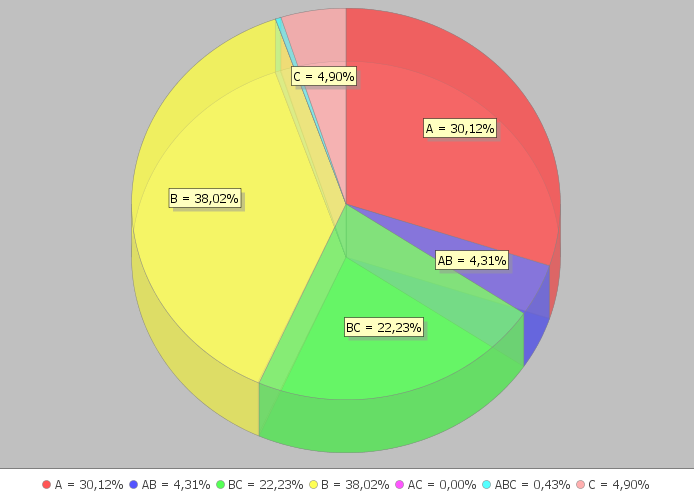 C = 4,90%
A = 30,12%
B = 38,02%
AB = 4,31%
BC = 22,23%
A = 30,12% AB = 4,31% BC = 22,23% B = 38,02% AC = 0,00% ABC = 0,43% C = 4,90%